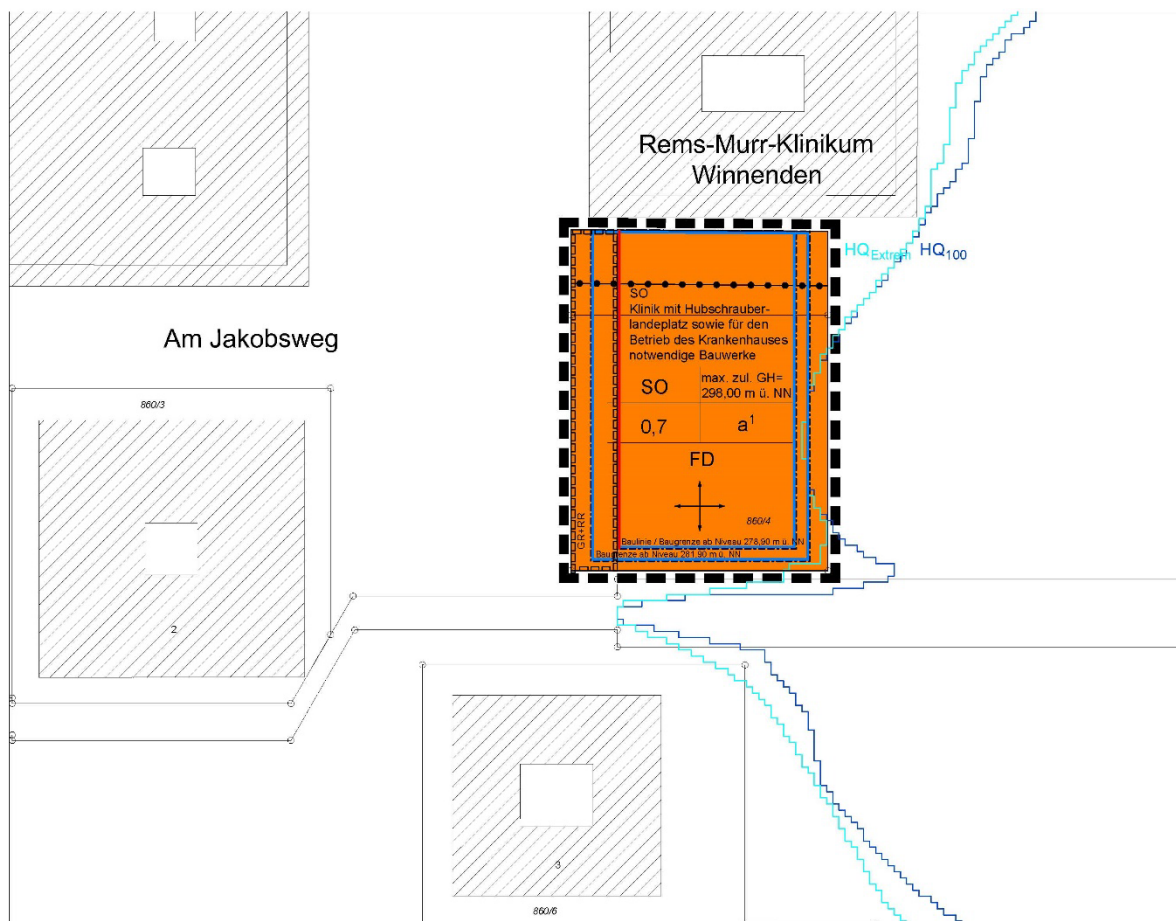 Rems-Murr-Klinikum
Winnenden
HQExtrem HQ100
Am Jakobsweg
SO
Klinik mit Hubschrauber-
landeplatz sowie für den
Betrieb des Krankenhauses
notwendige Bauwerke
SO
max. zul. GH=
298,00 m ü. NN
0,7
a¹
FD
860/4
GR+RR
Baulinie / Baugrenze ab Niveau 278,90 m ü. NN
Baugrenze ab Niveau 281,90 m ü. NN
860/3
2
3
860/6